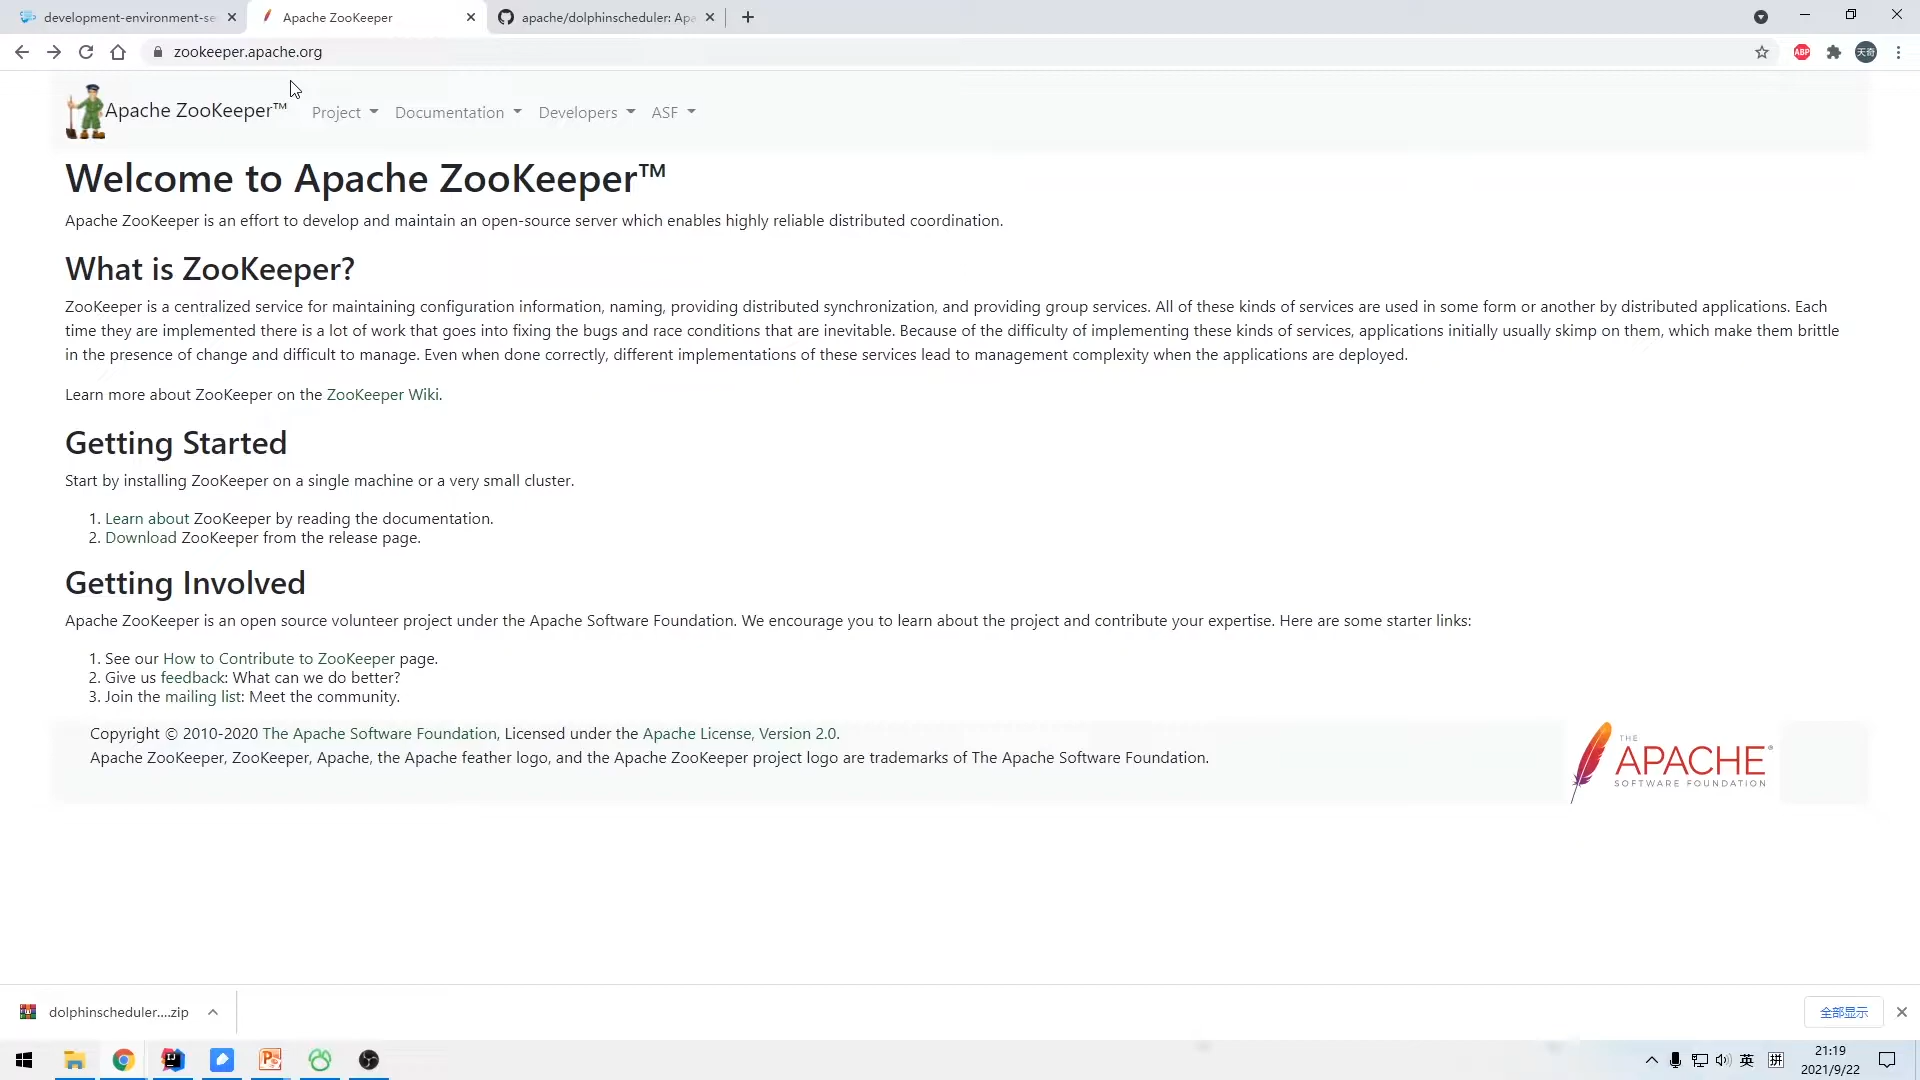 development-environment-se
Apache ZooKeeper
apache/dolphinscheduler: Apa
zookeeper.apache.org
ABP
天奇
Apache ZooKeeper™
Project
Documentation
Developers
ASF
Welcome to Apache ZooKeeper™
Apache ZooKeeper is an effort to develop and maintain an open-source server which enables highly reliable distributed coordination.
What is ZooKeeper?
ZooKeeper is a centralized service for maintaining configuration information, naming, providing distributed synchronization, and providing group services. All of these kinds of services are used in some form or another by distributed applications. Each
time they are implemented there is a lot of work that goes into fixing the bugs and race conditions that are inevitable. Because of the difficulty of implementing these kinds of services, applications initially usually skimp on them, which make them brittle
in the presence of change and difficult to manage. Even when done correctly, different implementations of these services lead to management complexity when the applications are deployed.
Learn more about ZooKeeper on the ZooKeeper Wiki.
Getting Started
Start by installing ZooKeeper on a single machine or a very small cluster.
1. Learn about ZooKeeper by reading the documentation.
2. Download ZooKeeper from the release page.
Getting Involved
Apache ZooKeeper is an open source volunteer project under the Apache Software Foundation. We encourage you to learn about the project and contribute your expertise. Here are some starter links:
1. See our How to Contribute to ZooKeeper page.
2. Give us feedback: What can we do better?
3. Join the mailing list: Meet the community.
Copyright © 2010-2020 The Apache Software Foundation, Licensed under the Apache License, Version 2.0.
Apache ZooKeeper, ZooKeeper, Apache, the Apache feather logo, and the Apache ZooKeeper project logo are trademarks of The Apache Software Foundation.
THE
APACHE®
SOFTWARE FOUNDATION
dolphinscheduler....zip
全部显示
英
拼
21:19
2021/9/22